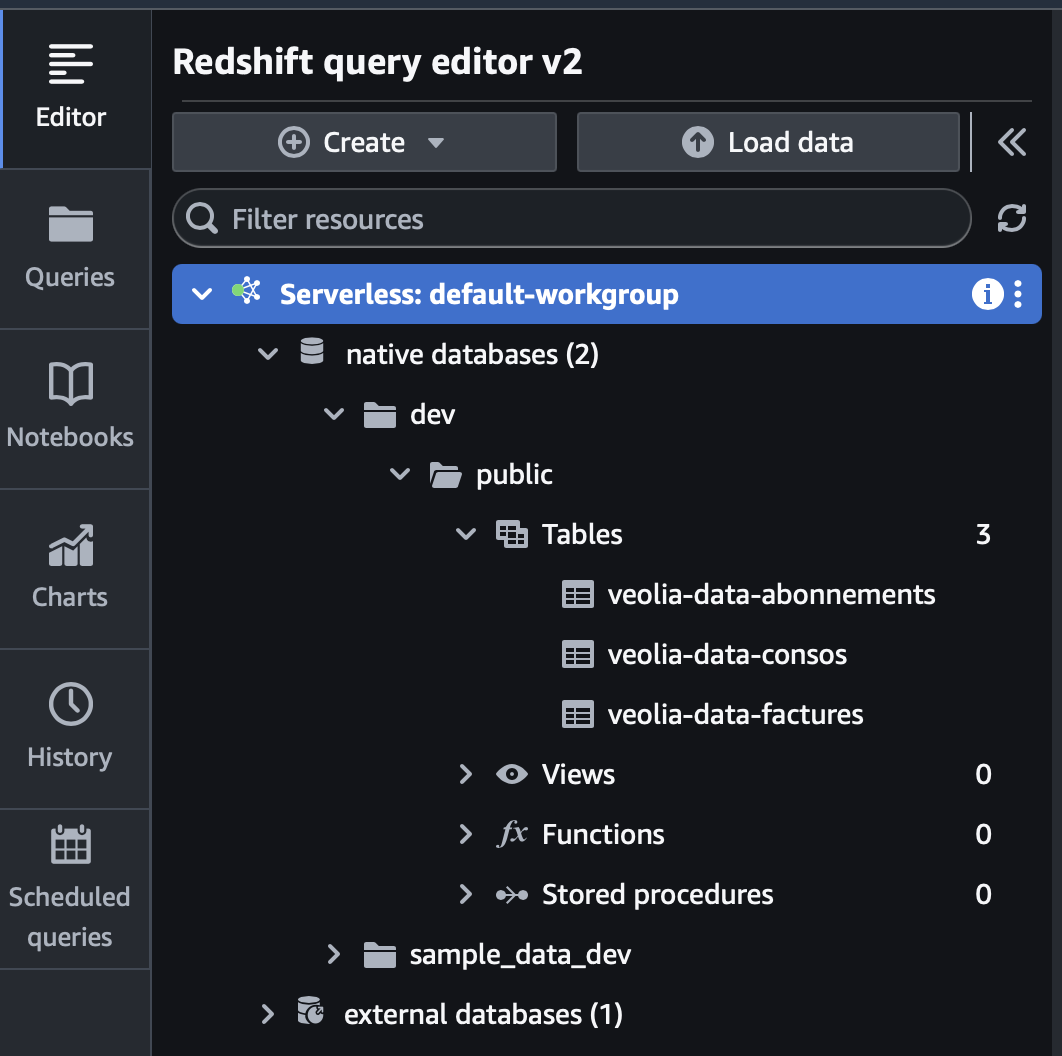 Redshift query editor v2
Editor
Create
Load data
Filter resources
Queries
Serverless: default-workgroup
native databases (2)
Notebooks
dev
public
Tables 3
Charts
veolia-data-abonnements
veolia-data-consos
veolia-data-factures
History
Views 0
fx Functions 0
Stored procedures 0
Scheduled
queries
sample_data_dev
external databases (1)